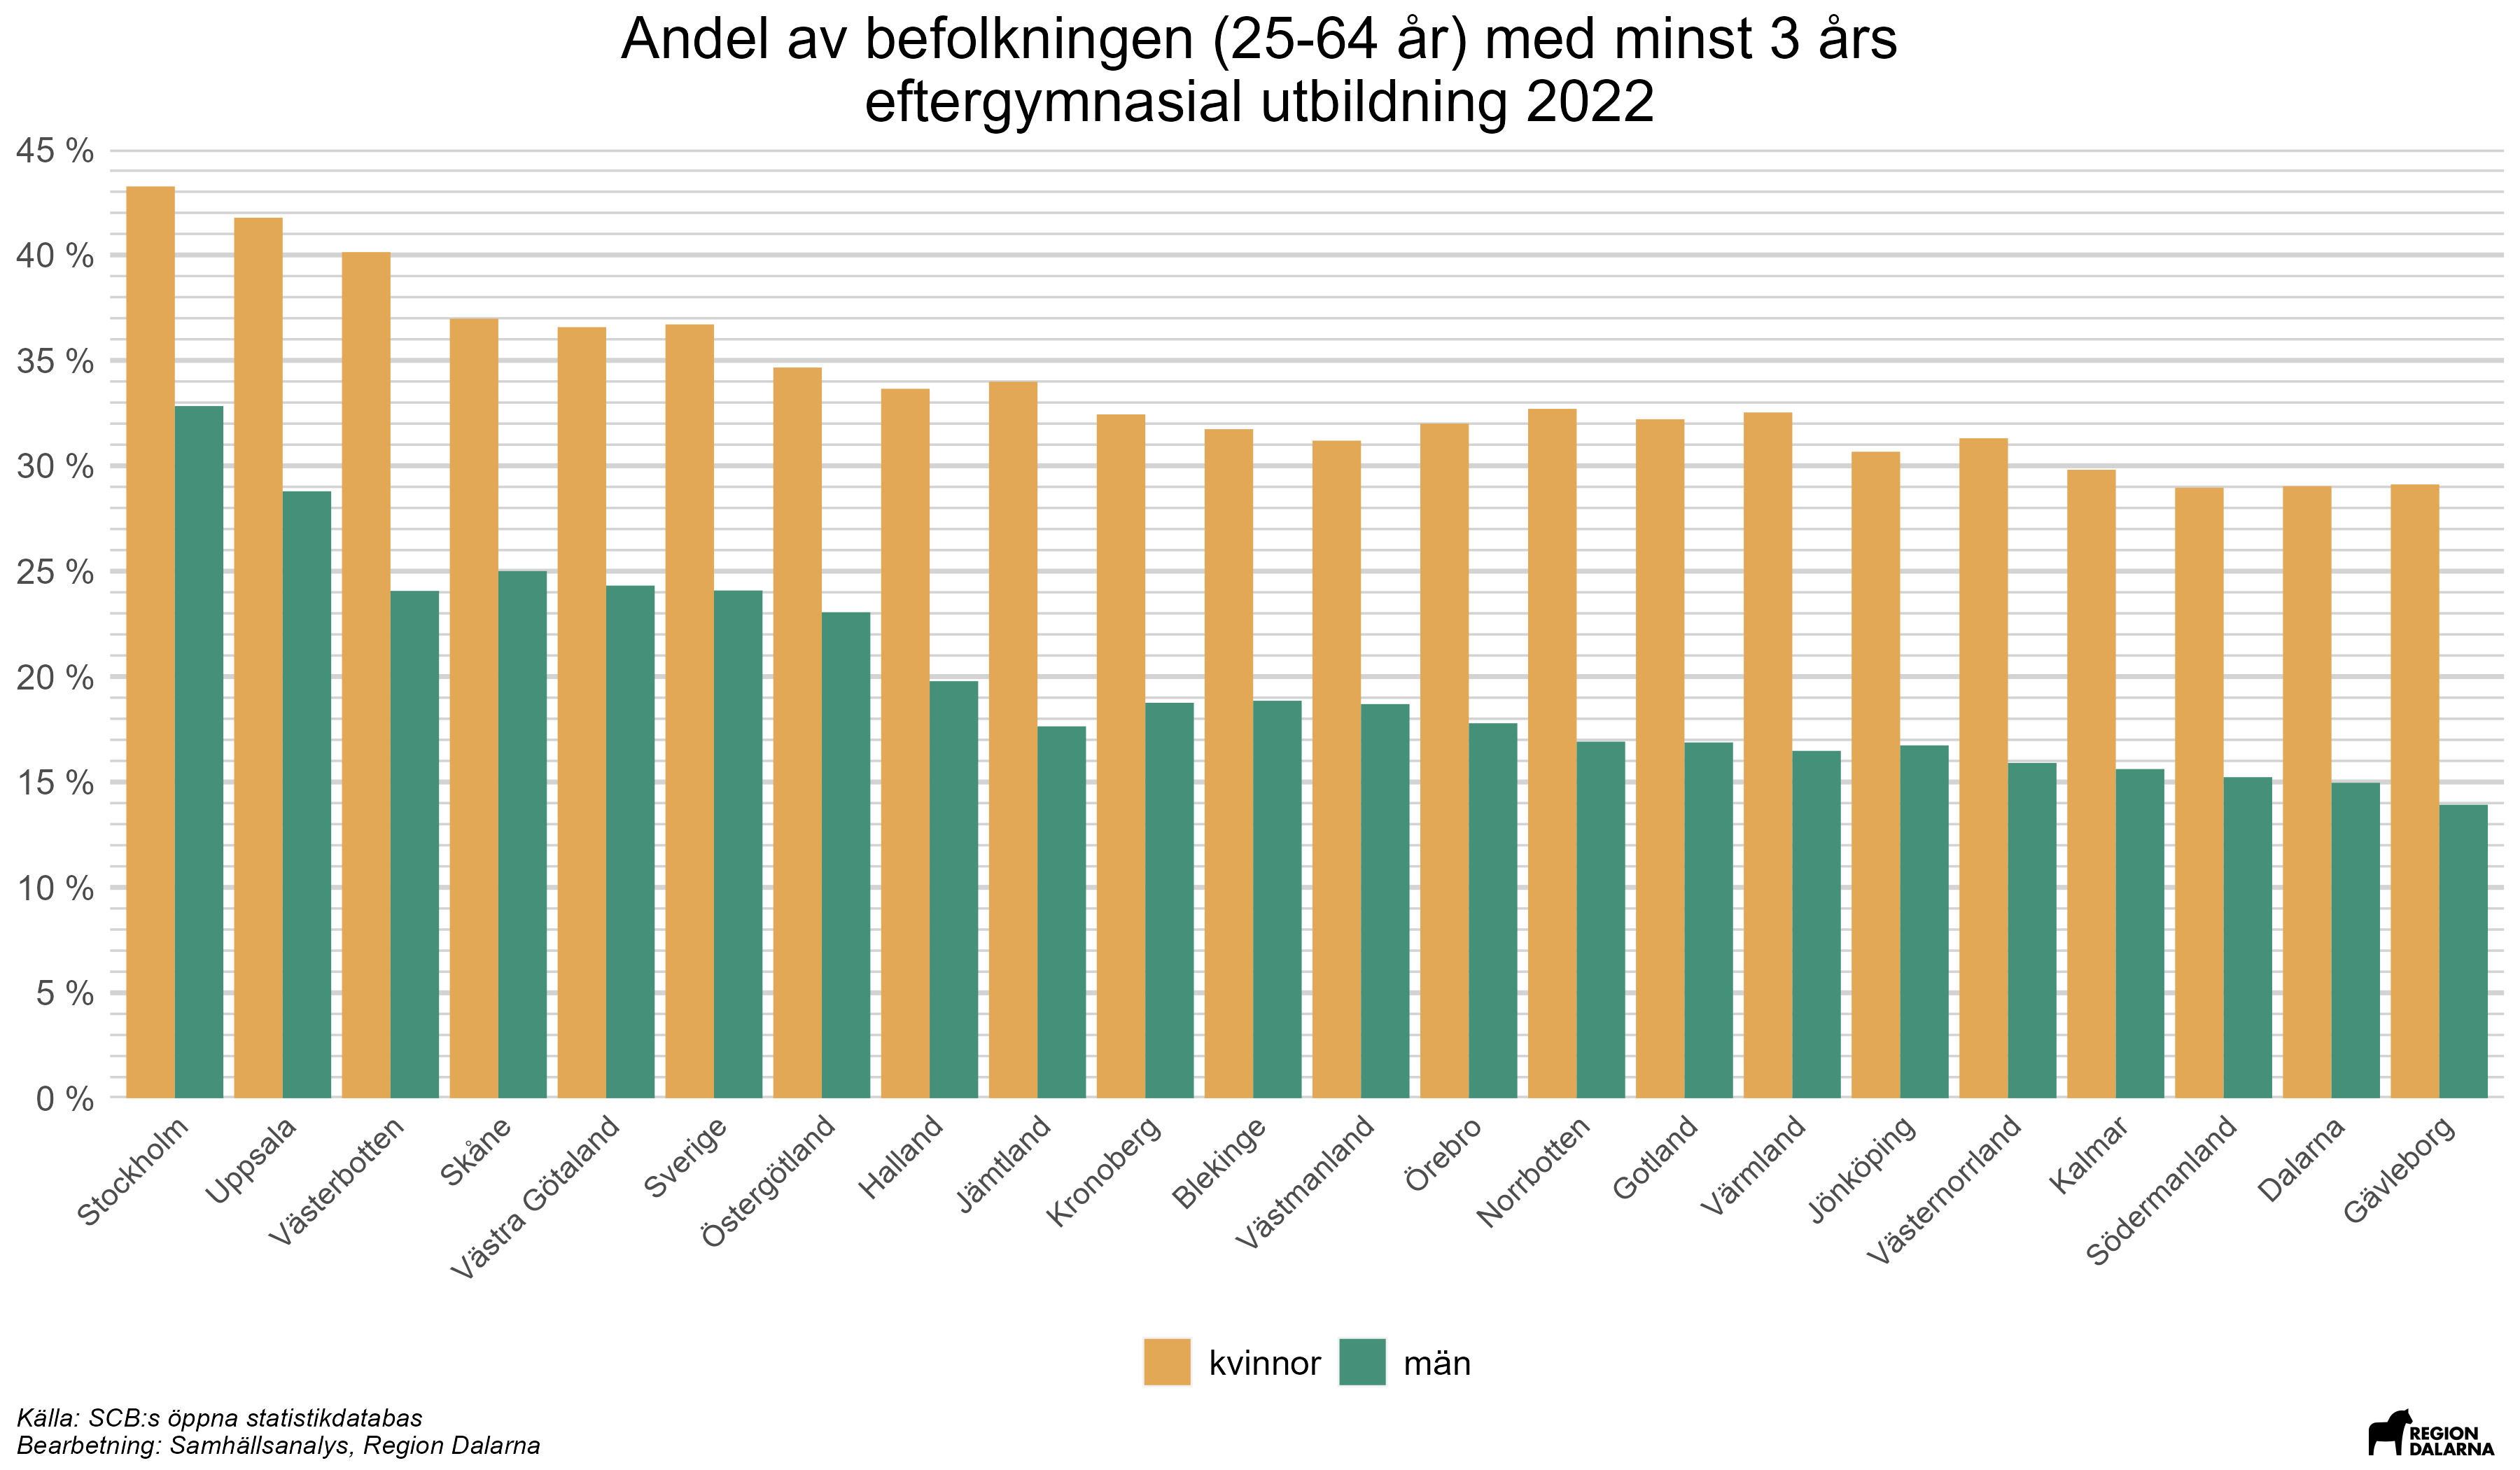 Andel av befolkningen (25-64 år) med minst 3 års
eftergymnasial utbildning 2022
45 %
40 %
35 %
30 %
25 %
20 %
15 %
10 %
5 %
0 %
Stockholm
Uppsala
Västerbotten
Skåne
Västra Götaland
Sverige
Östergötland
Halland
Jämtland
Kronoberg
Blekinge
Västmanland
Örebro
Norrbotten
Gotland
Värmland
Jönköping
Västernorrland
Kalmar
Södermanland
Dalarna
Gävleborg
kvinnor
män
Källa: SCB:s öppna statistikdatabas
Bearbetning: Samhällsanalys, Region Dalarna
REGION
DALARNA